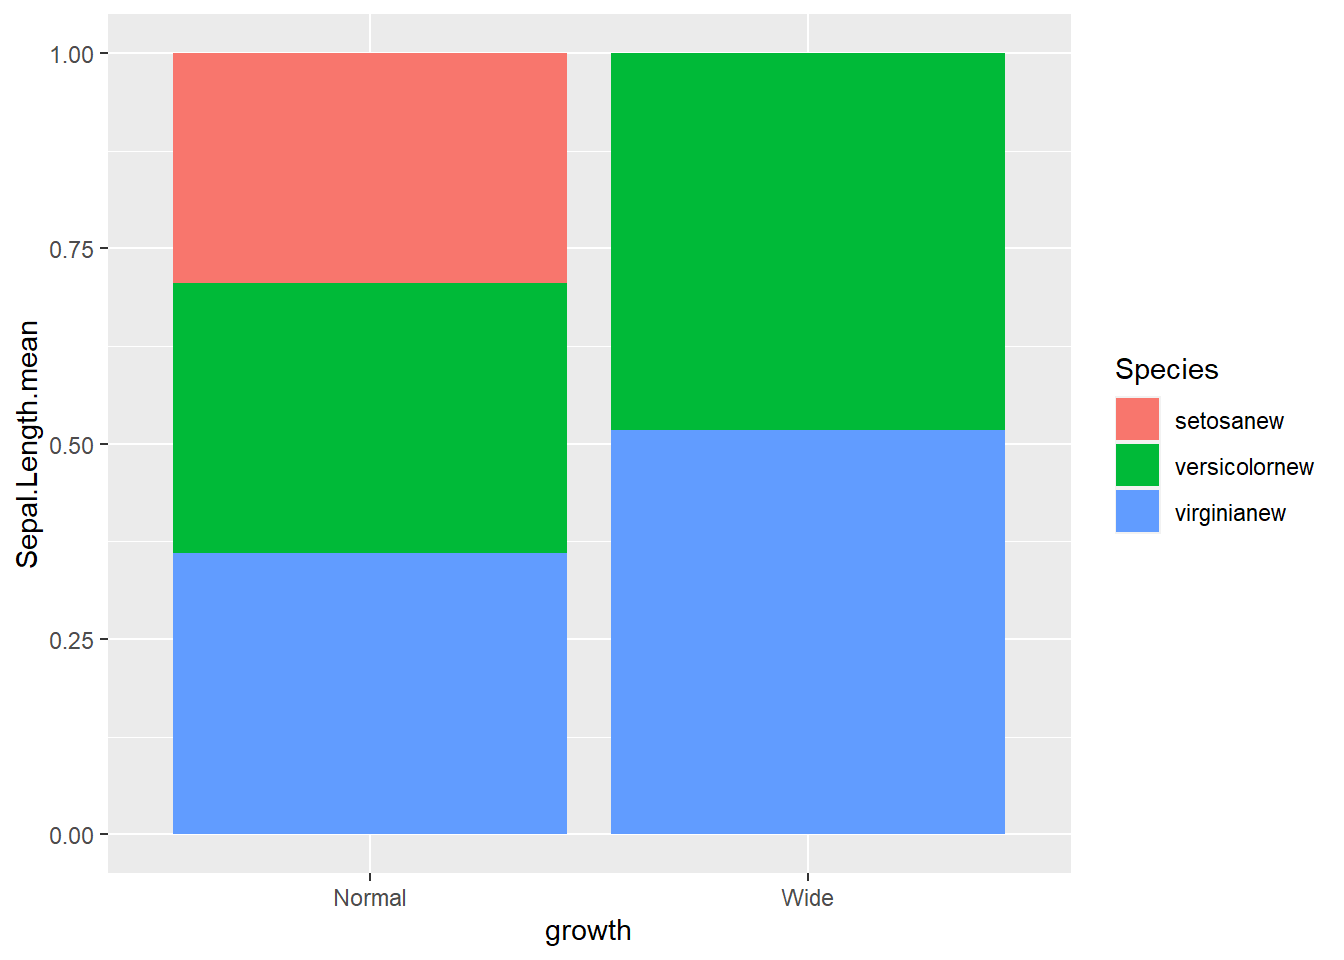 1.00
0.75
0.50
0.25
0.00
Sepal.Length.mean
Normal
Wide
growth
Species
setosanew
versicolornew
virginianew